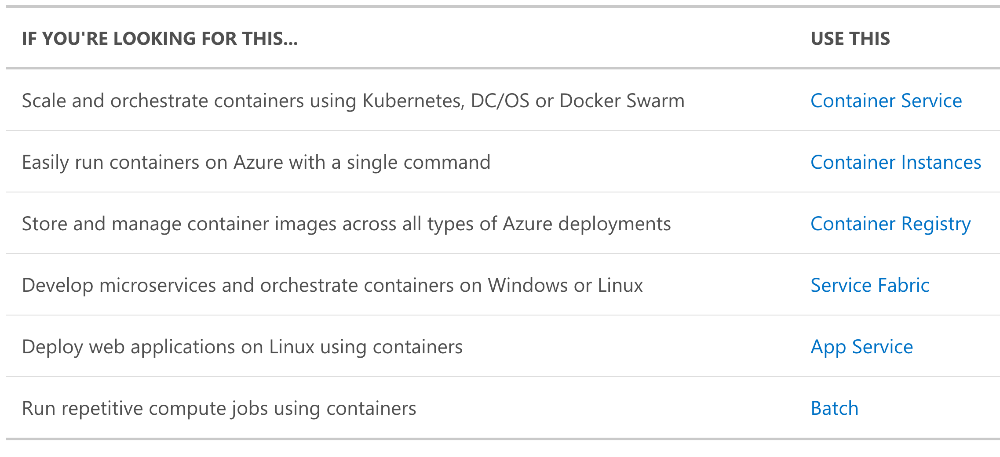 IF YOU'RE LOOKING FOR THIS... USE THIS
Scale and orchestrate containers using Kubernetes, DC/OS or Docker Swarm Container Service
Easily run containers on Azure with a single command Container Instances
Store and manage container images across all types of Azure deployments Container Registry
Develop microservices and orchestrate containers on Windows or Linux Service Fabric
Deploy web applications on Linux using containers App Service
Run repetitive compute jobs using containers Batch